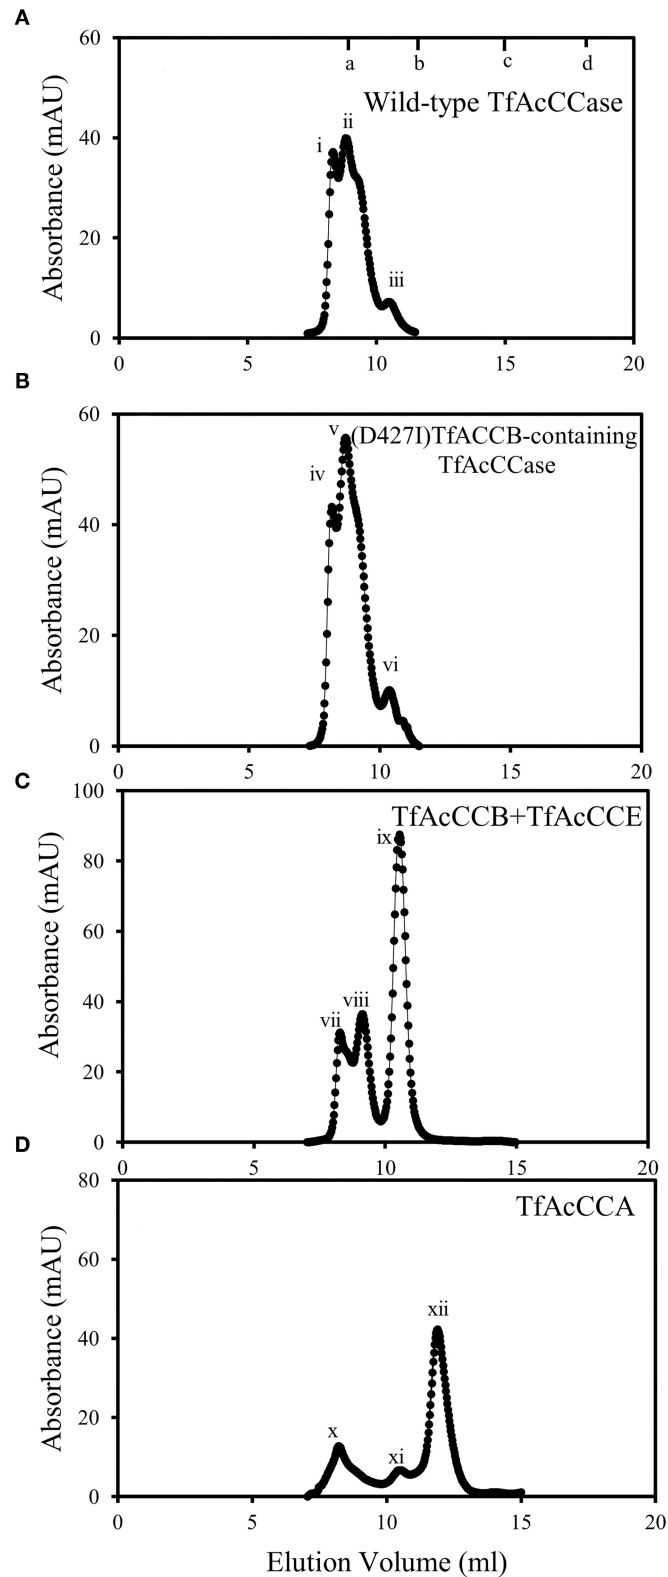 A
60
a b c d
Wild-type TfAcCCase
ii
i
40
iii
20
0
Absorbance (mAU)
0 5 10 15 20
B
60
v
(D427I)TfACCB-containing
TfAcCCase
iv
40
vi
20
0
Absorbance (mAU)
0 5 10 15 20
C
100
TfAcCCB+TfAcCCE
ix
80
60
viii
vii
40
20
0
Absorbance (mAU)
0 5 10 15 20
D
80
TfAcCCA
60
xii
40
x
xi
20
0
Absorbance (mAU)
0 5 10 15 20
Elution Volume (ml)